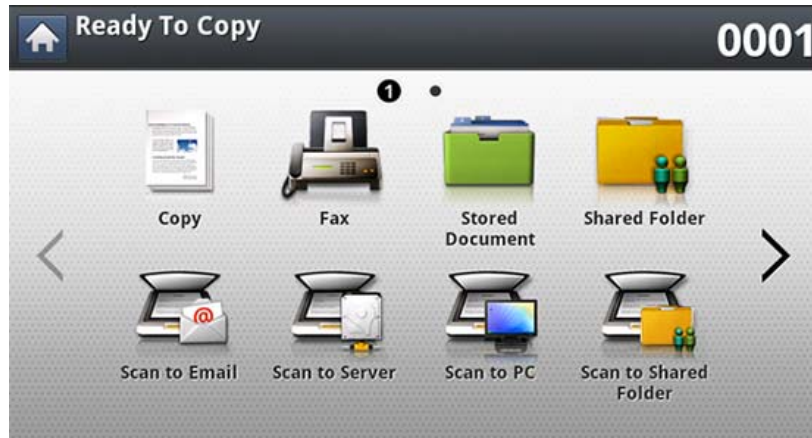 Ready To Copy
0001
1
Copy
Fax
Stored
Document
Shared Folder
Scan to Email
Scan to Server
Scan to PC
Scan to Shared
Folder